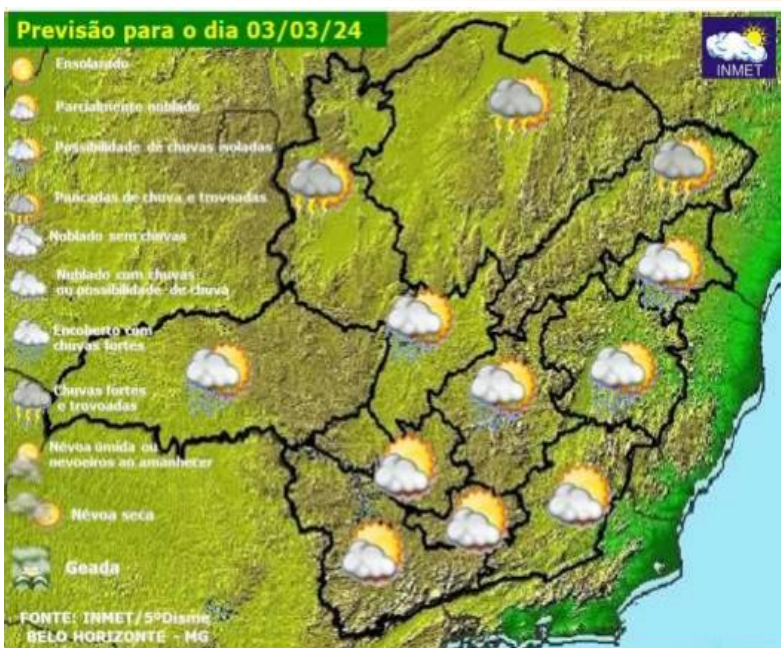 Previsão para o dia 03/03/24
INMET
Ensolarado
Parcialmente nublado
Possibilidade de chuvas isoladas
Pancadas de chuva e trovoadas
Nublado sem chuvas
Nublado com chuvas
ou possibilidade de chuva
Encoberto com
chuvas fortes
Chuvas fortes
e trovoadas
Névoa úmida ou
nevoeiros ao amanhecer
Névoa seca
Geada
FONTE: INMET/5ºDisme
BELO HORIZONTE - MG